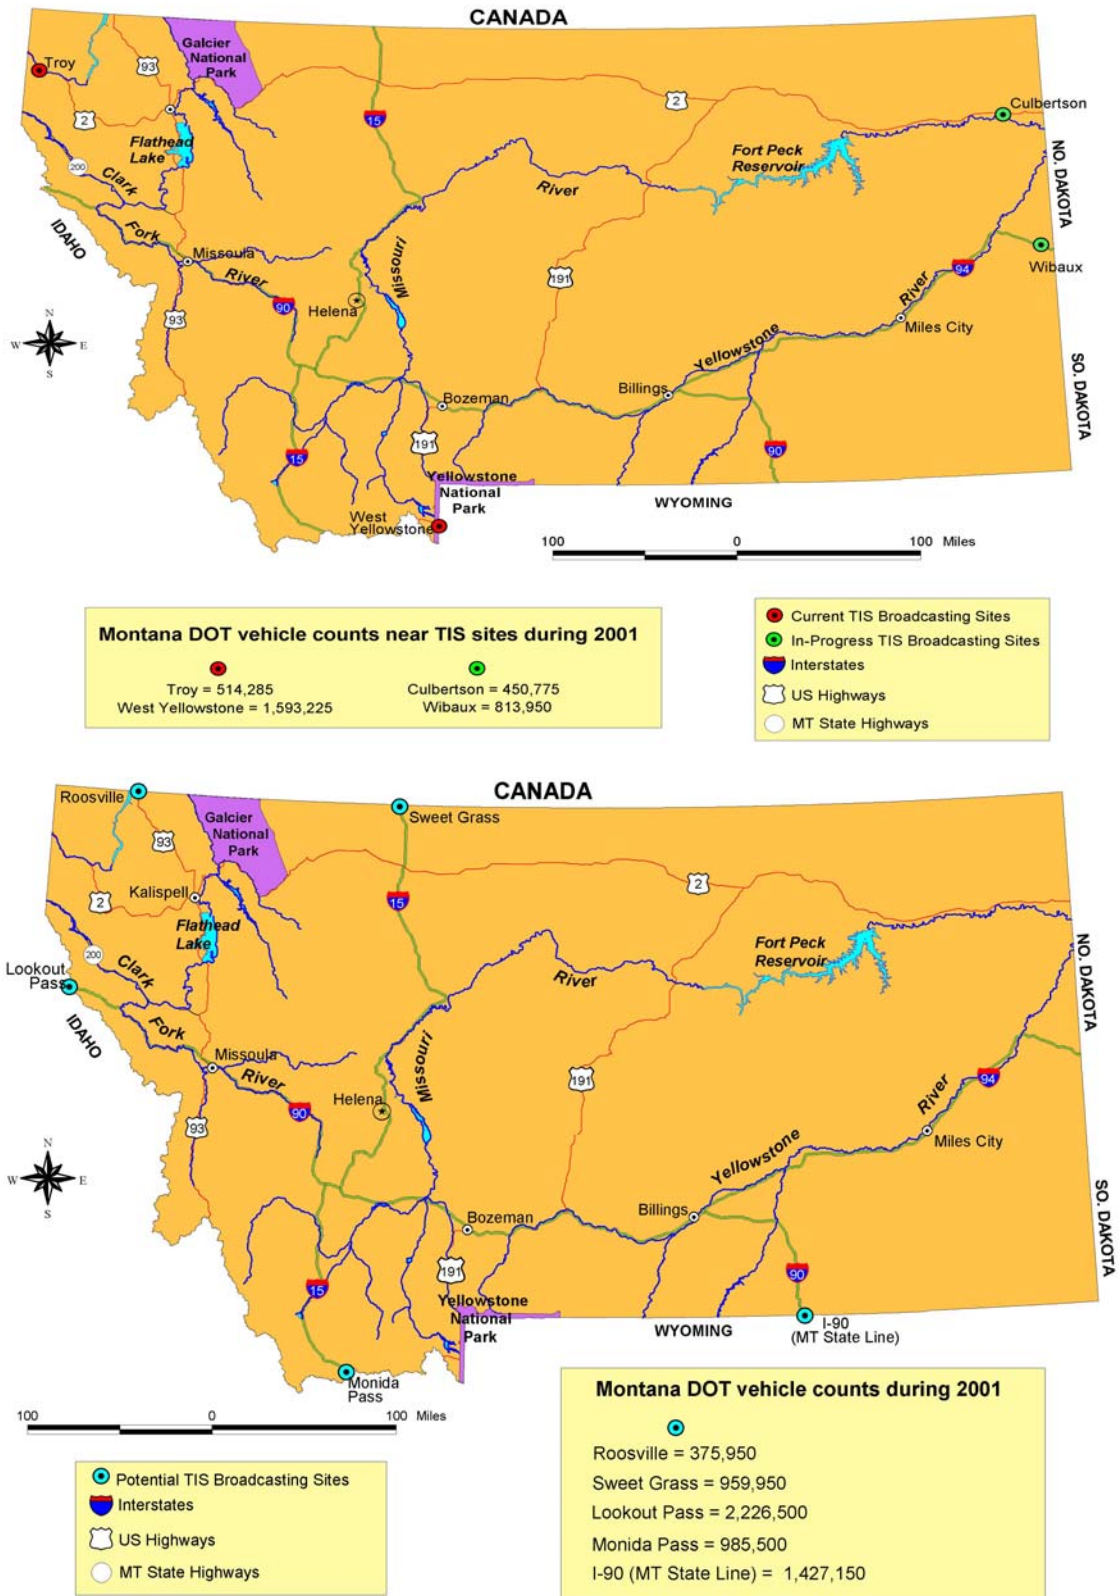 CANADA
Galcier
National
Park
Troy
93
2
15
2
Culbertson
Flathead
Lake
Fort Peck
Reservoir
200
Clark
River
NO. DAKOTA
IDAHO
Fork
Missoula
River
Missouri
191
94
Wibaux
90
Helena
River
93
Miles City
N
W
E
S
Yellowstone
SO. DAKOTA
Billings
Bozeman
191
15
90
Yellowstone
National
Park
WYOMING
West
Yellowstone
100
0
100 Miles
Montana DOT vehicle counts near TIS sites during 2001
Troy = 514,285
West Yellowstone = 1,593,225
Culbertson = 450,775
Wibaux = 813,950
Current TIS Broadcasting Sites
In-Progress TIS Broadcasting Sites
Interstates
US Highways
MT State Highways
CANADA
Roosville
Sweet Grass
Galcier
National
Park
93
Kalispell
2
15
2
Flathead
Lake
Fort Peck
Reservoir
200
Lookout
Pass
Clark
River
NO. DAKOTA
IDAHO
Fork
Missoula
River
Missouri
191
94
90
Helena
River
93
Miles City
N
W
E
S
Yellowstone
SO. DAKOTA
Billings
Bozeman
191
15
90
Yellowstone
National
Park
WYOMING
I-90
(MT State Line)
Monida
Pass
100
0
100 Miles
Potential TIS Broadcasting Sites
Interstates
US Highways
MT State Highways
Montana DOT vehicle counts during 2001
Roosville = 375,950
Sweet Grass = 959,950
Lookout Pass = 2,226,500
Monida Pass = 985,500
I-90 (MT State Line) = 1,427,150